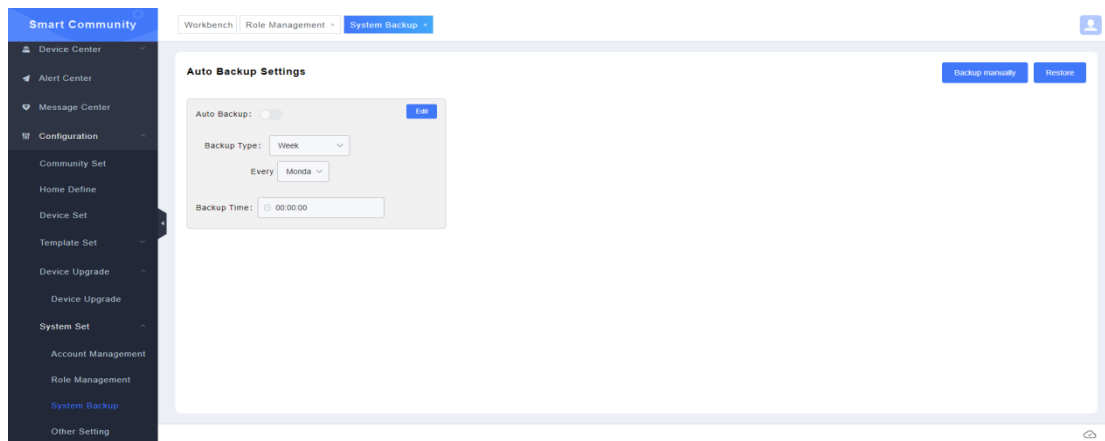 Smart Community
Workbench
Role Management ×
System Backup ×
Device Center
Alert Center
Message Center
Configuration
Community Set
Home Define
Device Set
Template Set
Device Upgrade
Device Upgrade
System Set
Account Management
Role Management
System Backup
Other Setting
Auto Backup Settings
Backup manually
Restore
Auto Backup:
Edit
Backup Type: Week
Every Monda
Backup Time: 00:00:00